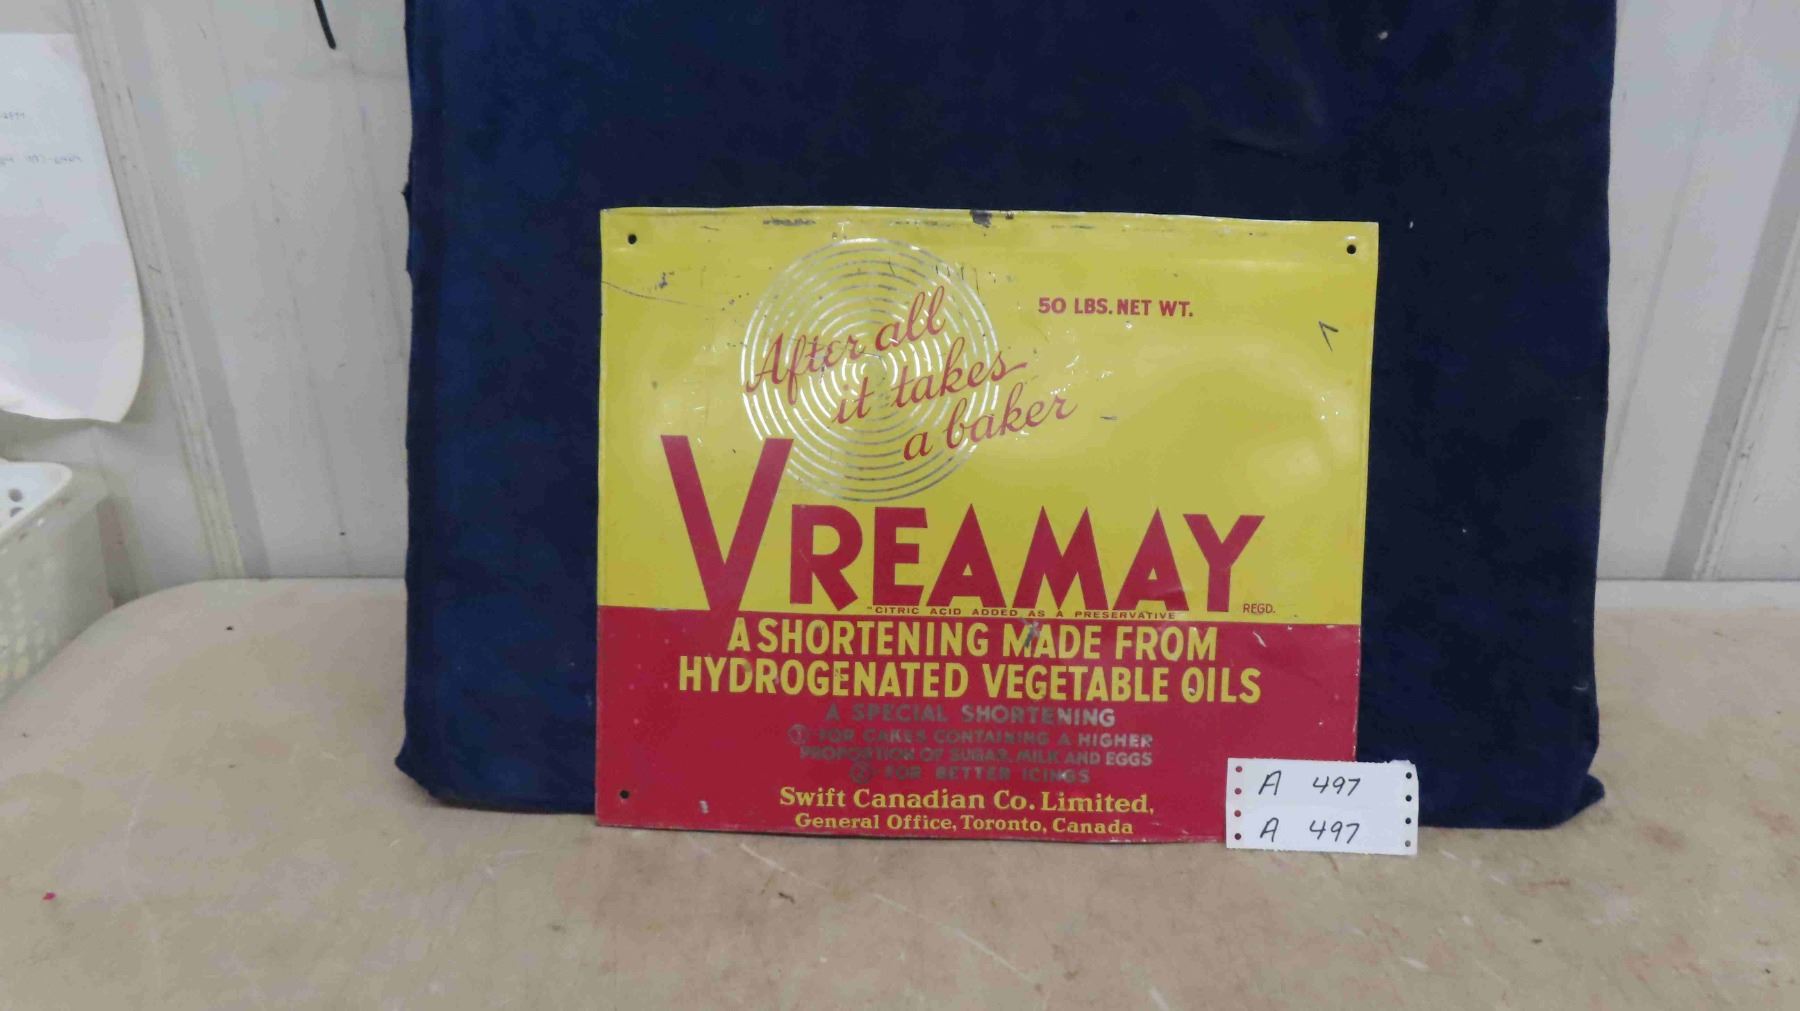 50 LBS. NET WT.
After all
it takes
a baker
VREAMAY REGD.
CITRIC ACID ADDED AS A PRESERVATIVE
A SHORTENING MADE FROM
HYDROGENATED VEGETABLE OILS
A SPECIAL SHORTENING
① FOR CAKES CONTAINING A HIGHER
PROPORTION OF SUGAR, MILK AND EGGS
② FOR BETTER ICINGS
Swift Canadian Co. Limited,
General Office, Toronto, Canada
A 497
A 497